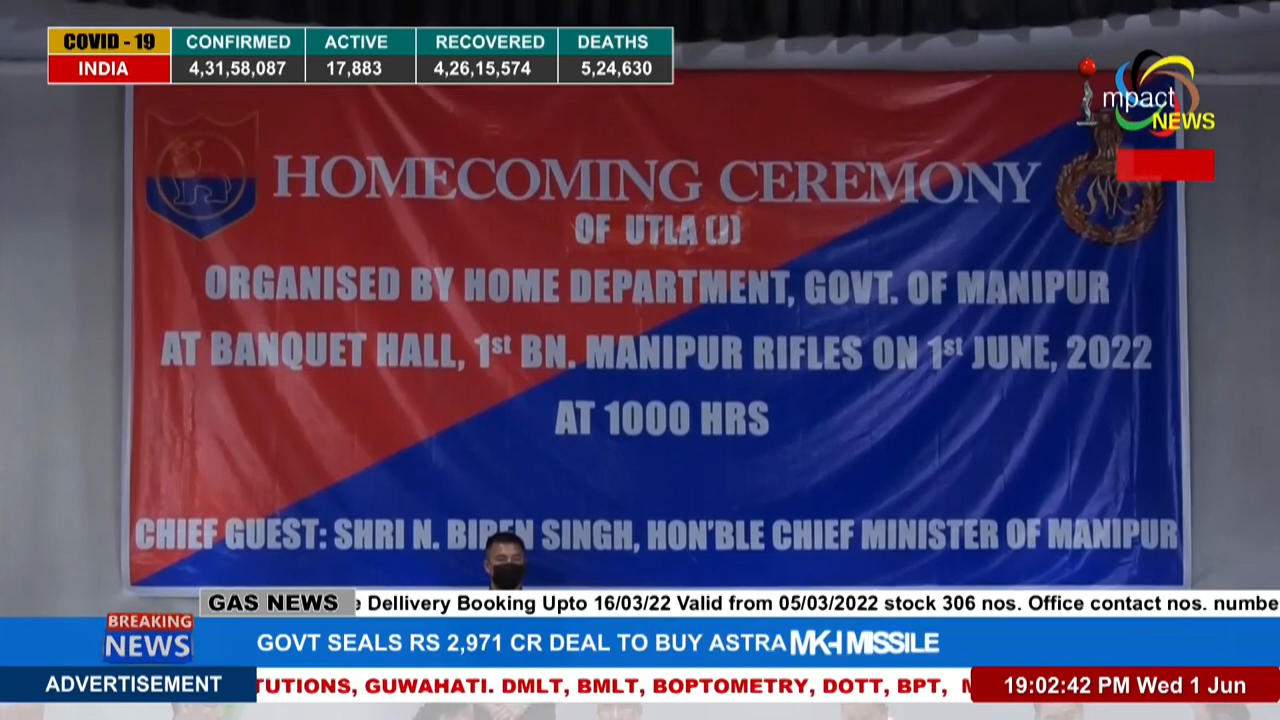 COVID - 19 CONFIRMED ACTIVE RECOVERED DEATHS
INDIA 4,31,58,087 17,883 4,26,15,574 5,24,630
mpact
NEWS
HOMECOMING CEREMONY
OF UTLA (J)
ORGANISED BY HOME DEPARTMENT, GOVT. OF MANIPUR
AT BANQUET HALL, 1st BN. MANIPUR RIFLES ON 1st JUNE, 2022
AT 1000 HRS
CHIEF GUEST: SHRI N. BIREN SINGH, HON'BLE CHIEF MINISTER OF MANIPUR
GAS NEWS e Dellivery Booking Upto 16/03/22 Valid from 05/03/2022 stock 306 nos. Office contact nos. numbe
BREAKING
NEWS
GOVT SEALS RS 2,971 CR DEAL TO BUY ASTRA MK-I MISSILE
ADVERTISEMENT TUTIONS, GUWAHATI. DMLT, BMLT, BOPTOMETRY, DOTT, BPT, 19:02:42 PM Wed 1 Jun